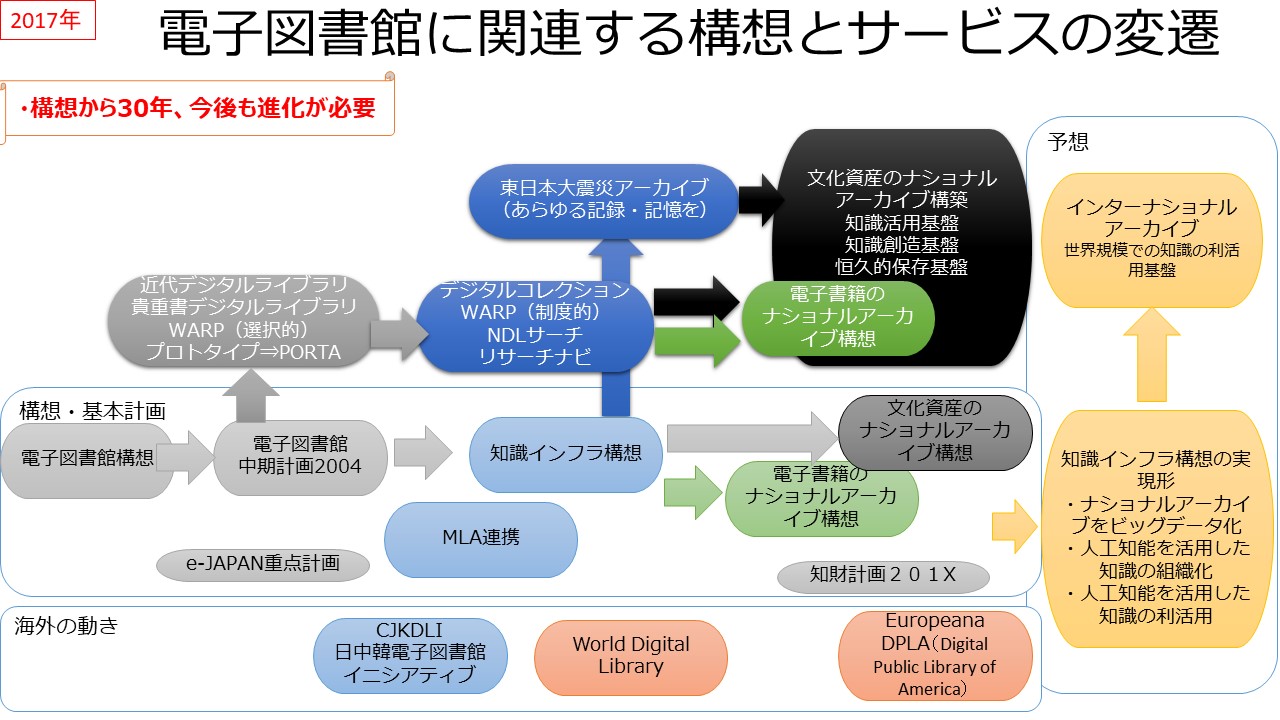 2017年
電子図書館に関連する構想とサービスの変遷
・構想から30年、今後も進化が必要
予想
東日本大震災アーカイブ
（あらゆる記録・記憶を）
文化資産のナショナル
アーカイブ構築
知識活用基盤
知識創造基盤
恒久的保存基盤
インターナショナル
アーカイブ
世界規模での知識の利活
用基盤
近代デジタルライブラリ
貴重書デジタルライブラリ
WARP（選択的）
プロトタイプ⇒PORTA
デジタルコレクション
WARP（制度的）
NDLサーチ
リサーチナビ
電子書籍の
ナショナルアーカ
イブ構想
構想・基本計画
電子図書館構想
電子図書館
中期計画2004
知識インフラ構想
文化資産の
ナショナルアーカ
イブ構想
電子書籍の
ナショナルアーカ
イブ構想
MLA連携
e-JAPAN重点計画
知財計画２０１X
知識インフラ構想の実
現形
・ナショナルアーカイ
ブをビッグデータ化
・人工知能を活用した
知識の組織化
・人工知能を活用した
知識の利活用
海外の動き
CJKDLI
日中韓電子図書館
イニシアティブ
World Digital
Library
Europeana
DPLA（Digital
Public Library of
America）